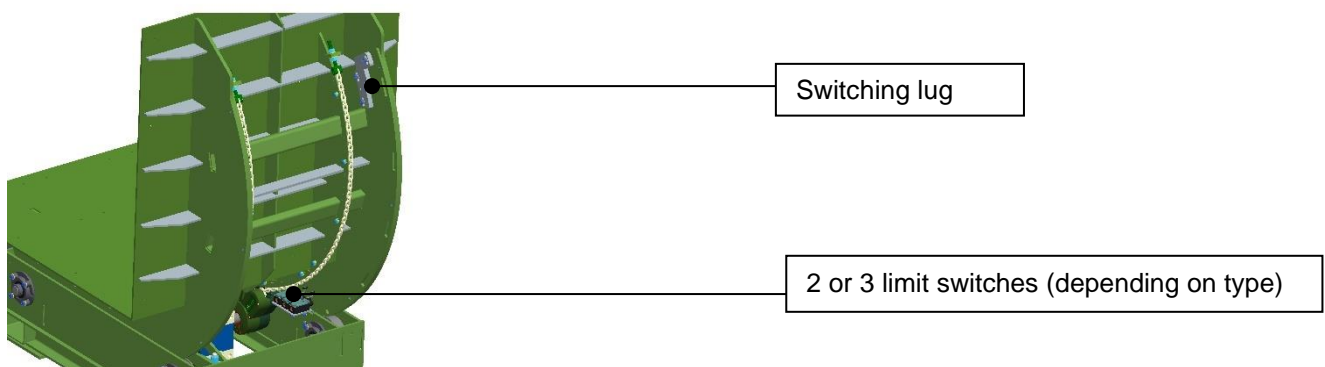 Switching lug
2 or 3 limit switches (depending on type)